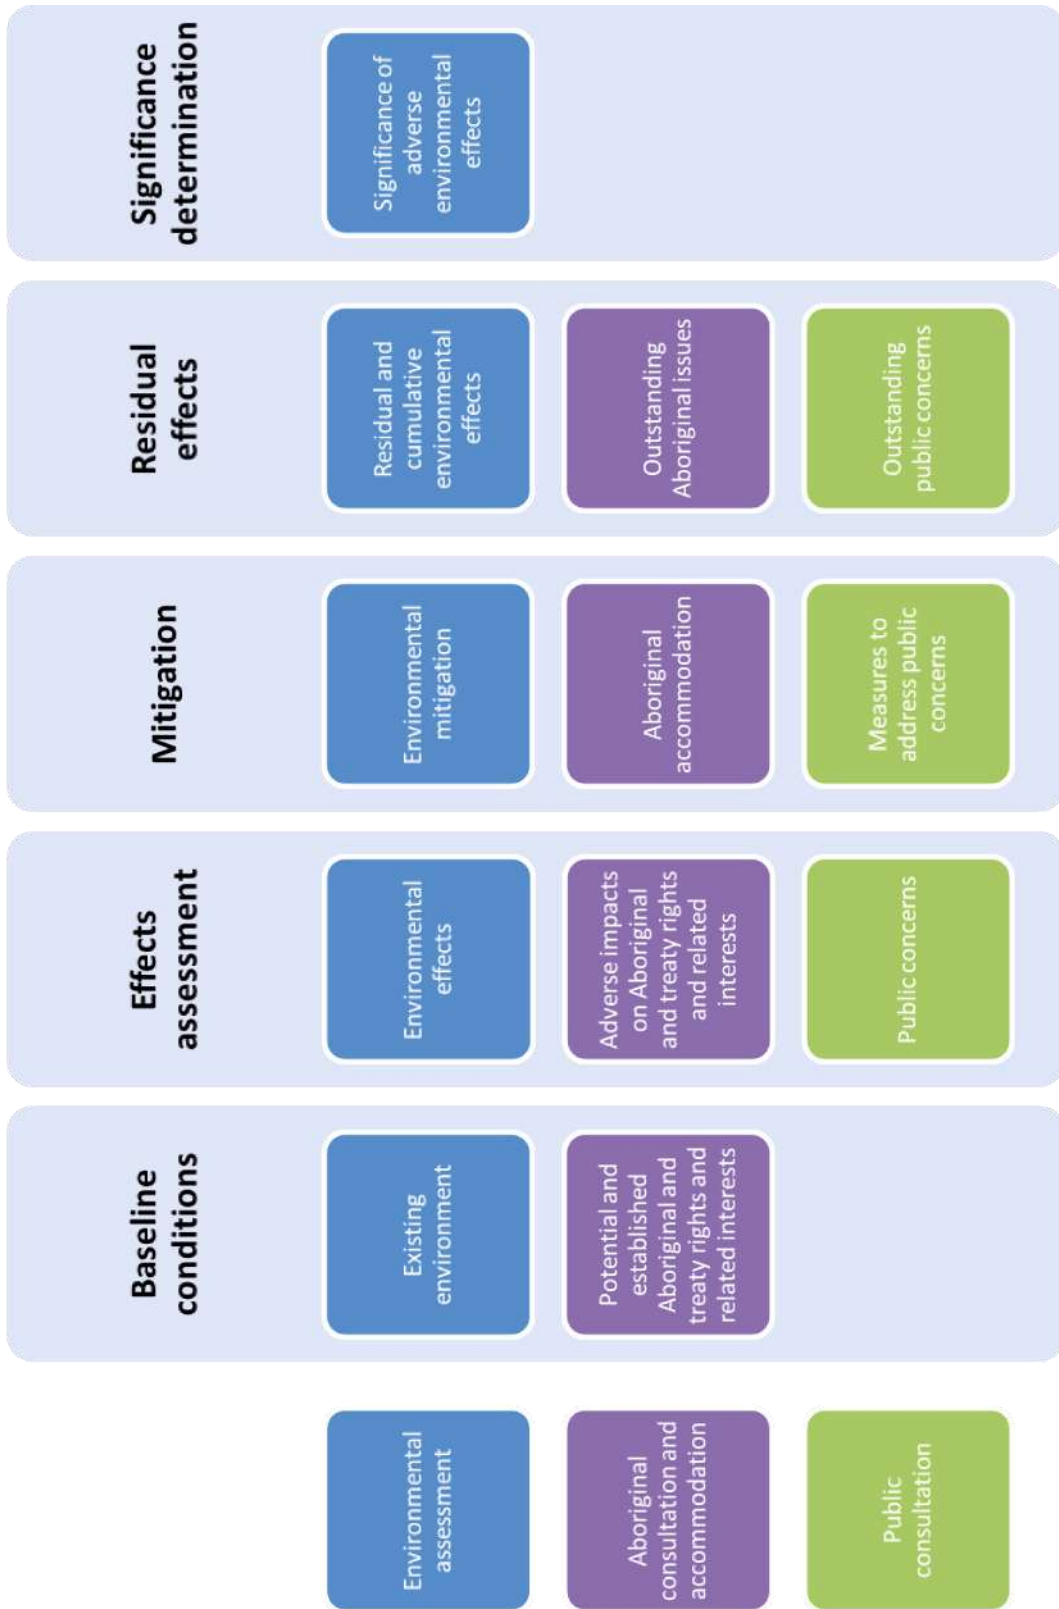 Baseline
conditions
Effects
assessment
Mitigation
Residual
effects
Significance
determination
Environmental
assessment
Existing
environment
Environmental
effects
Environmental
mitigation
Residual and
cumulative
environmental
effects
Significance of
adverse
environmental
effects
Aboriginal
consultation and
accommodation
Potential and
established
Aboriginal and
treaty rights and
related interests
Adverse impacts
on Aboriginal
and treaty rights
and related
interests
Aboriginal
accommodation
Outstanding
Aboriginal issues
Public
consultation
Public concerns
Measures to
address public
concerns
Outstanding
public concerns